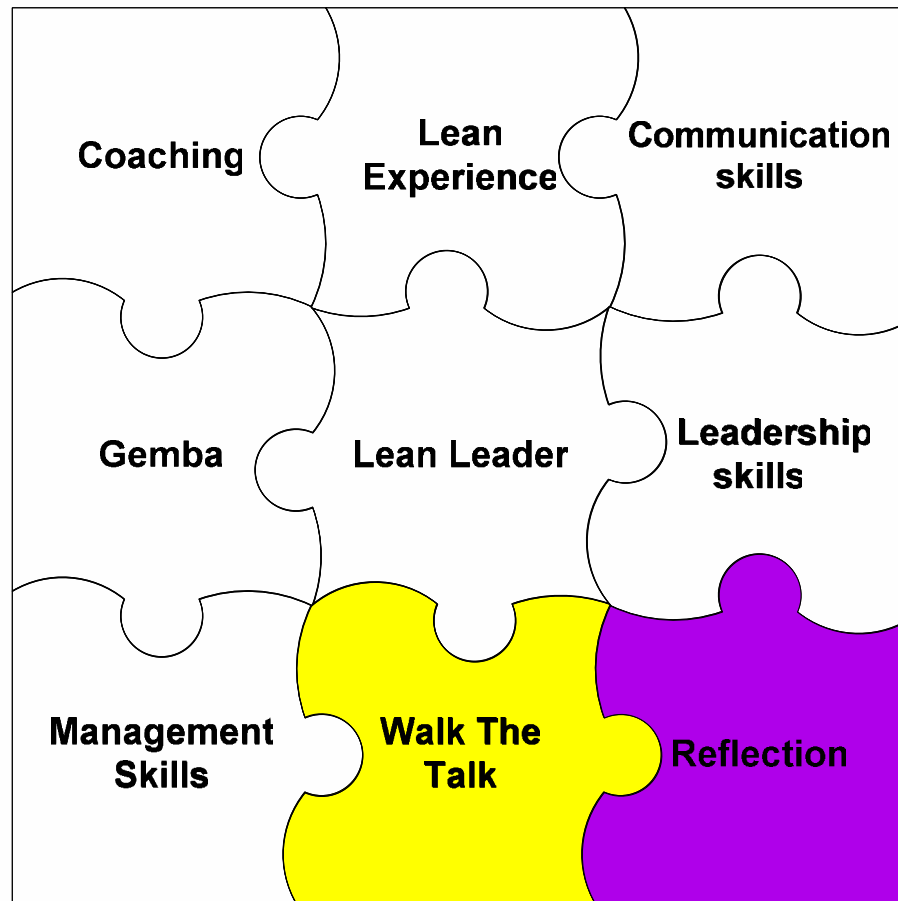 Coaching
Lean
Experience
Communication
skills
Gemba
Lean Leader
Leadership
skills
Management
Skills
Walk The
Talk
Reflection